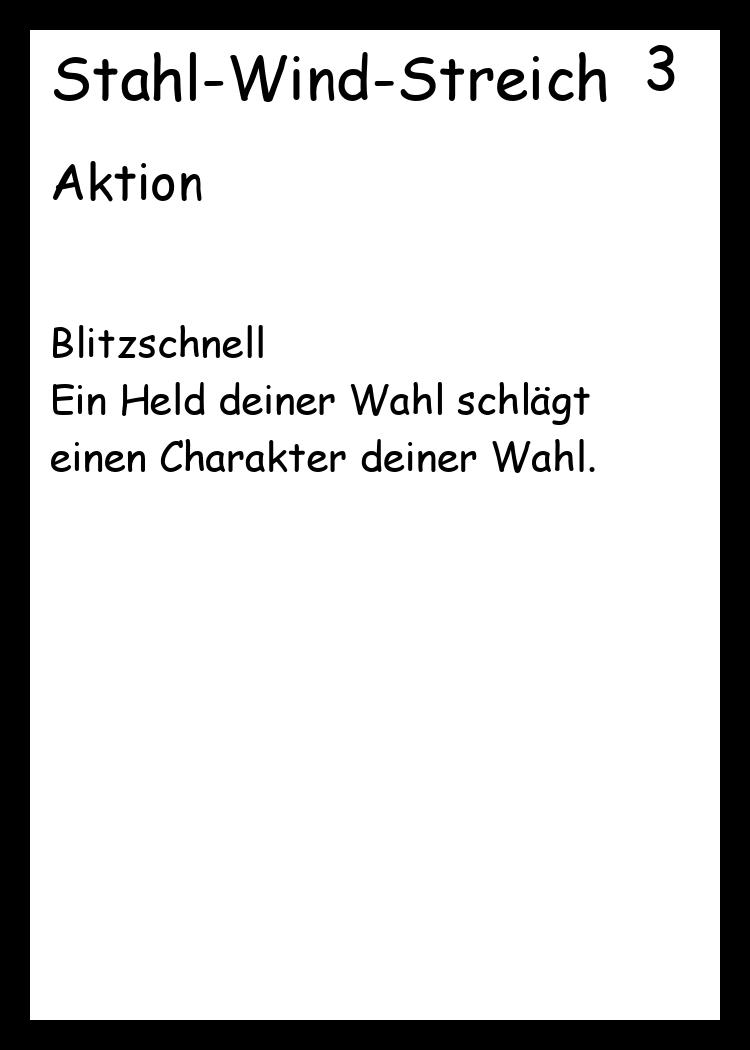 Stahl-Wind-Streich 3
Aktion
Blitzschnell
Ein Held deiner Wahl schlägt
einen Charakter deiner Wahl.